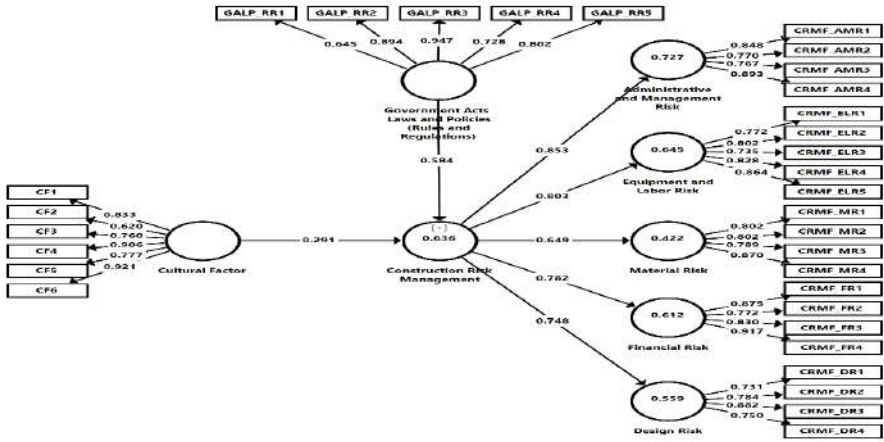 GALP_RR1 GALP_RR2 GALP_RR3 GALP_RR4 GALP_RR5
0.645 0.894 0.947 0.728 0.802
Government Acts
Laws and Policies
(Rules and
Regulations)
0.584
CF1
CF2
CF3
CF4
CF5
CF6
0.833
0.620
0.760
0.906
0.777
0.921
Cultural Factor
0.291
[+]
0.636
Construction Risk
Management
0.853
0.803
0.649
0.782
0.748
0.727
Administrative
and Management
Risk
0.848
0.770
0.767
0.893
CRMF_AMR1
CRMF_AMR2
CRMF_AMR3
CRMF_AMR4
0.645
Equipment and
Labor Risk
0.772
0.802
0.735
0.828
0.864
CRMF_ELR1
CRMF_ELR2
CRMF_ELR3
CRMF_ELR4
CRMF_ELR5
0.422
Material Risk
0.802
0.802
0.789
0.870
CRMF_MR1
CRMF_MR2
CRMF_MR3
CRMF_MR4
0.612
Financial Risk
0.875
0.772
0.830
0.917
CRMF_FR1
CRMF_FR2
CRMF_FR3
CRMF_FR4
0.559
Design Risk
0.731
0.784
0.882
0.750
CRMF_DR1
CRMF_DR2
CRMF_DR3
CRMF_DR4